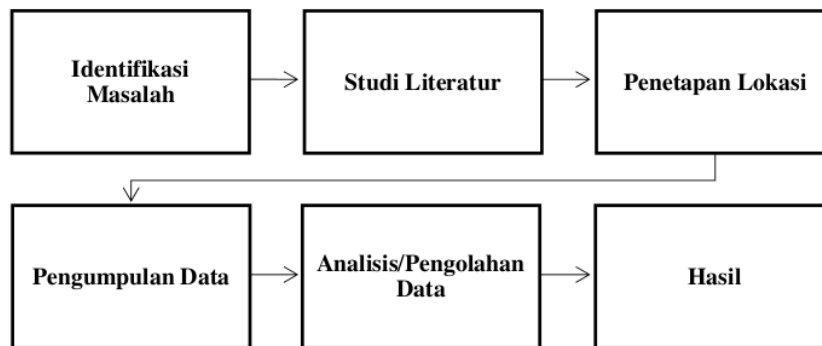 Identifikasi
Masalah
Studi Literatur
Penetapan Lokasi
Pengumpulan Data
Analisis/Pengolahan
Data
Hasil